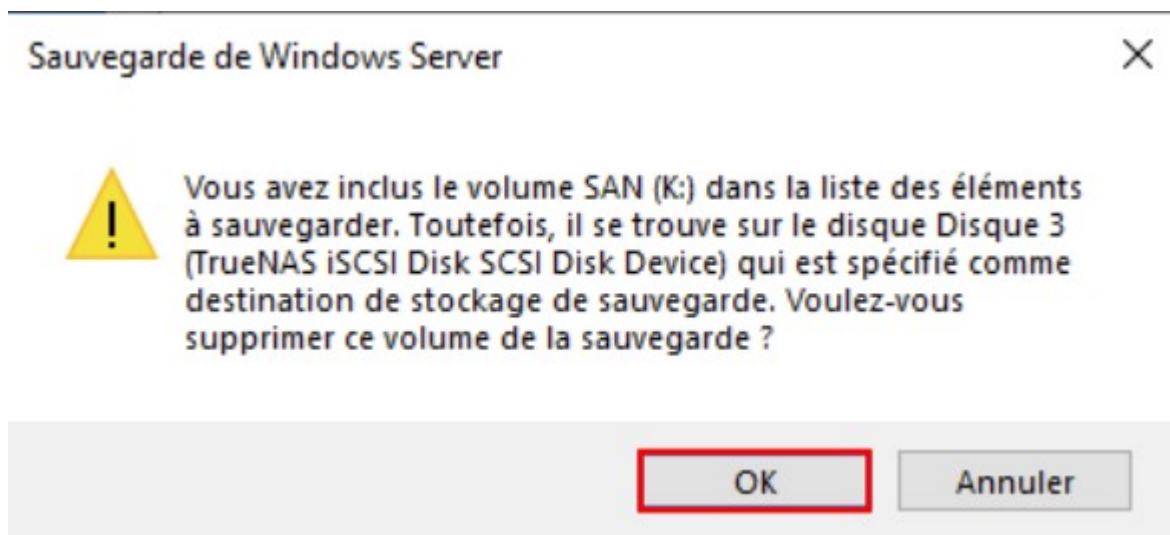 Sauvegarde de Windows Server
Vous avez inclus le volume SAN (K:) dans la liste des éléments
à sauvegarder. Toutefois, il se trouve sur le disque Disque 3
(TrueNAS iSCSI Disk SCSI Disk Device) qui est spécifié comme
destination de stockage de sauvegarde. Voulez-vous
supprimer ce volume de la sauvegarde ?
OK Annuler